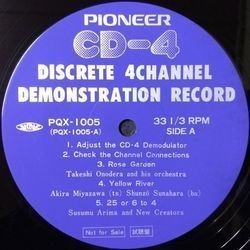 PIONEER
CD-4
DISCRETE 4CHANNEL
DEMONSTRATION RECORD
PQX-1005
(PQX-1005-A)
33 1/3 RPM
SIDE A
1. Adjust the CD-4 Demodulator
2. Check the Channel Connections
3. Rose Garden
Takeshi Onodera and his orchestra
4. Yellow River
Akira Miyazawa (ts) Shunzō Sunahara (bs)
5. 25 or 6 to 4
Susumu Arima and New Creators
Not for Sale
試聴盤